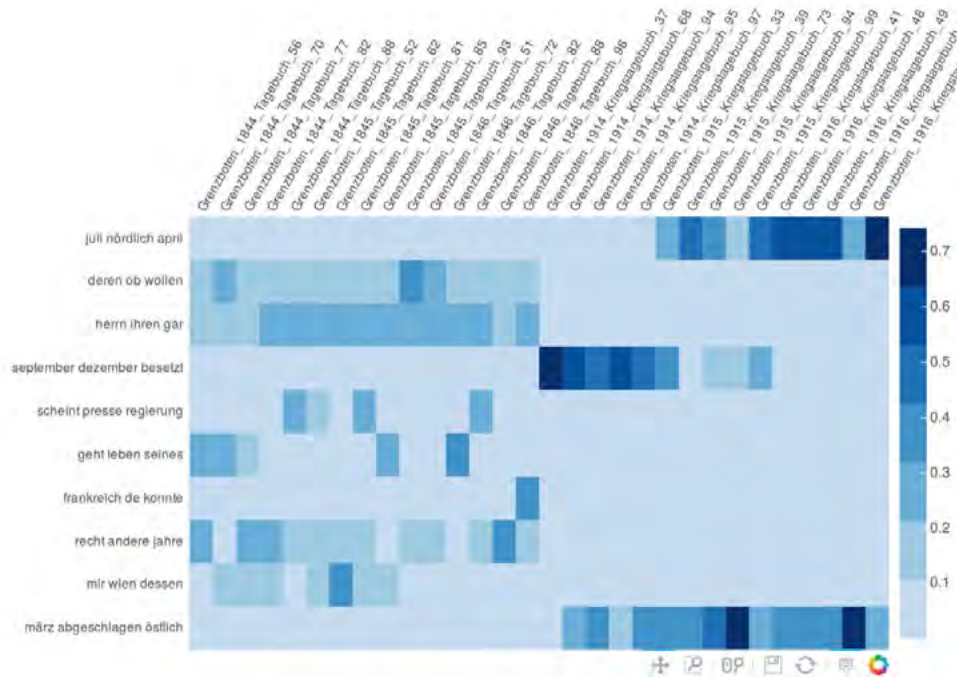 Grenzboten_1844_Tagebuch_56
Grenzboten_1844_Tagebuch_70
Grenzboten_1844_Tagebuch_77
Grenzboten_1844_Tagebuch_82
Grenzboten_1844_Tagebuch_88
Grenzboten_1845_Tagebuch_52
Grenzboten_1845_Tagebuch_62
Grenzboten_1845_Tagebuch_81
Grenzboten_1845_Tagebuch_85
Grenzboten_1845_Tagebuch_93
Grenzboten_1846_Tagebuch_51
Grenzboten_1846_Tagebuch_72
Grenzboten_1846_Tagebuch_82
Grenzboten_1846_Tagebuch_88
Grenzboten_1846_Tagebuch_96
Grenzboten_1914_Kriegstagebuch_37
Grenzboten_1914_Kriegstagebuch_68
Grenzboten_1914_Kriegstagebuch_94
Grenzboten_1914_Kriegstagebuch_95
Grenzboten_1914_Kriegstagebuch_97
Grenzboten_1915_Kriegstagebuch_33
Grenzboten_1915_Kriegstagebuch_39
Grenzboten_1915_Kriegstagebuch_73
Grenzboten_1915_Kriegstagebuch_94
Grenzboten_1915_Kriegstagebuch_99
Grenzboten_1916_Kriegstagebuch_41
Grenzboten_1916_Kriegstagebuch_48
Grenzboten_1916_Kriegstagebuch_49
Grenzboten_1916_
Grenzboten_1916_
juli nördlich april
deren ob wollen
herrn ihren gar
september dezember besetzt
scheint presse regierung
geht leben seines
frankreich de konnte
recht andere jahre
mir wien dessen
märz abgeschlagen östlich
0.7
0.6
0.5
0.4
0.3
0.2
0.1